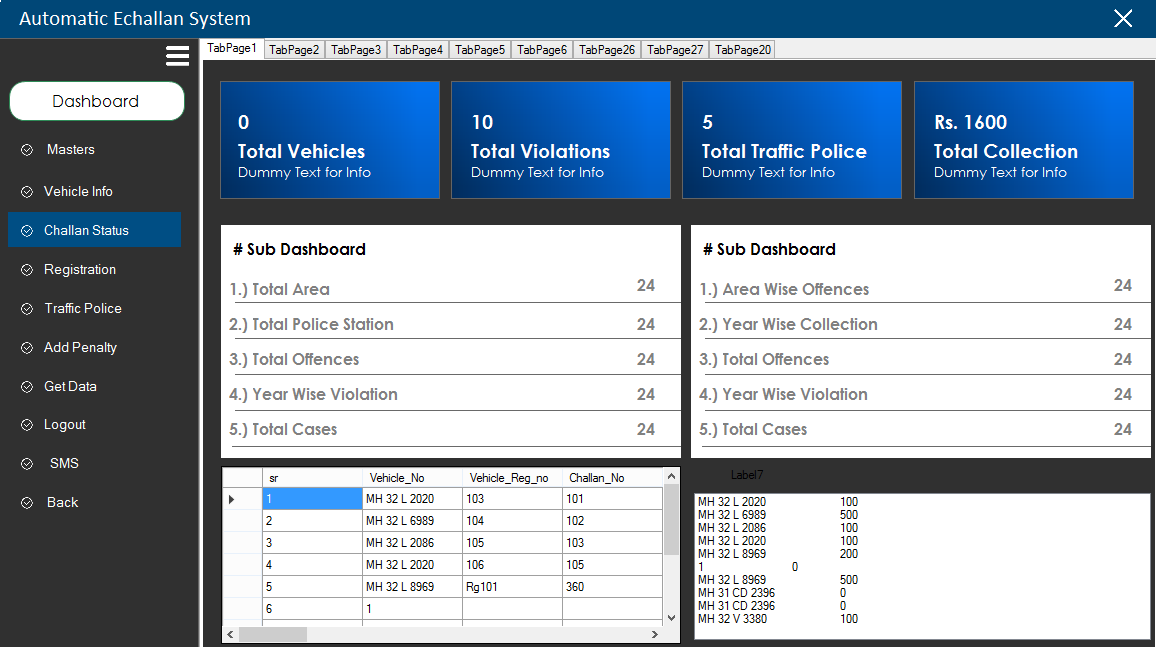 Automatic Echallan System
TabPage1 TabPage2 TabPage3 TabPage4 TabPage5 TabPage6 TabPage26 TabPage27 TabPage20
Dashboard
Masters
Vehicle Info
Challan Status
Registration
Traffic Police
Add Penalty
Get Data
Logout
SMS
Back
0
Total Vehicles
Dummy Text for Info
10
Total Violations
Dummy Text for Info
5
Total Traffic Police
Dummy Text for Info
Rs. 1600
Total Collection
Dummy Text for Info
# Sub Dashboard
1.) Total Area 24
2.) Total Police Station 24
3.) Total Offences 24
4.) Year Wise Violation 24
5.) Total Cases 24
# Sub Dashboard
1.) Area Wise Offences 24
2.) Year Wise Collection 24
3.) Total Offences 24
4.) Year Wise Violation 24
5.) Total Cases 24
sr Vehicle_No Vehicle_Reg_no Challan_No
1 MH 32 L 2020 103 101
2 MH 32 L 6989 104 102
3 MH 32 L 2086 105 103
4 MH 32 L 2020 106 105
5 MH 32 L 8969 Rg101 360
6 1
Label7
MH 32 L 2020 100
MH 32 L 6989 500
MH 32 L 2086 100
MH 32 L 2020 100
MH 32 L 8969 200
1 0
MH 32 L 8969 500
MH 31 CD 2396 0
MH 31 CD 2396 0
MH 32 V 3380 100